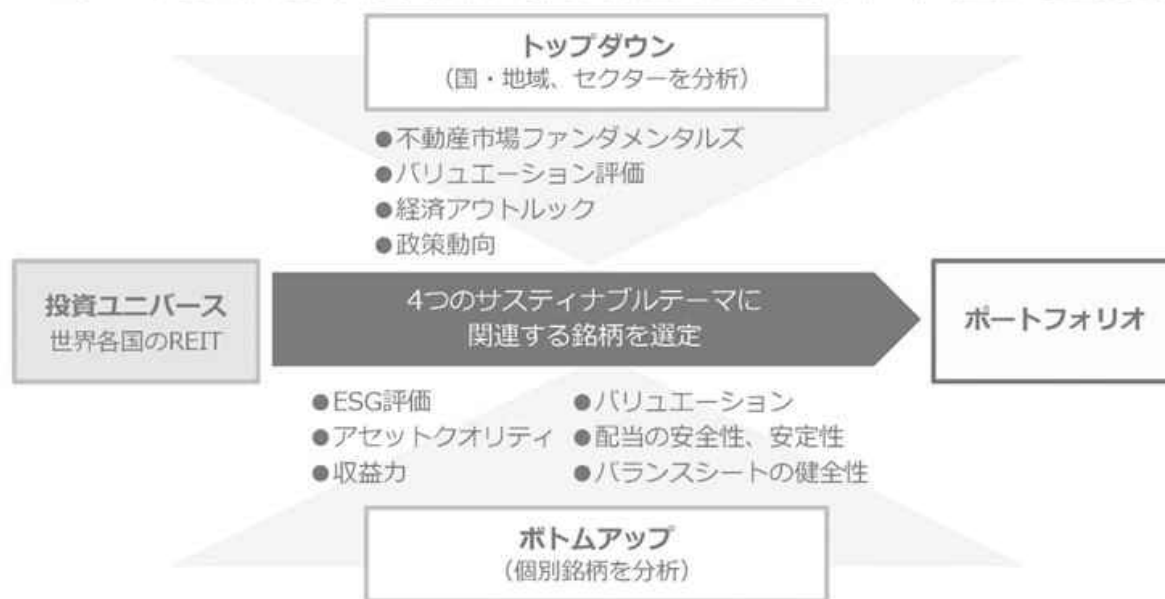 トップダウン
（国・地域、セクターを分析）
●不動産市場ファンダメンタルズ
●バリュエーション評価
●経済アウトルック
●政策動向
投資ユニバース
世界各国のREIT
4つのサスティナブルテーマに
関連する銘柄を選定
ポートフォリオ
●ESG評価
●アセットクオリティ
●収益力
●バリュエーション
●配当の安全性、安定性
●バランスシートの健全性
ボトムアップ
（個別銘柄を分析）